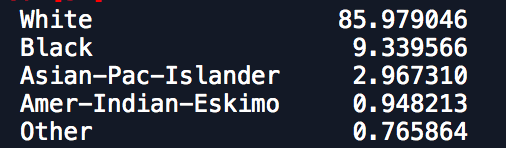 White 85.979046
Black 9.339566
Asian-Pac-Islander 2.967310
Amer-Indian-Eskimo 0.948213
Other 0.765864